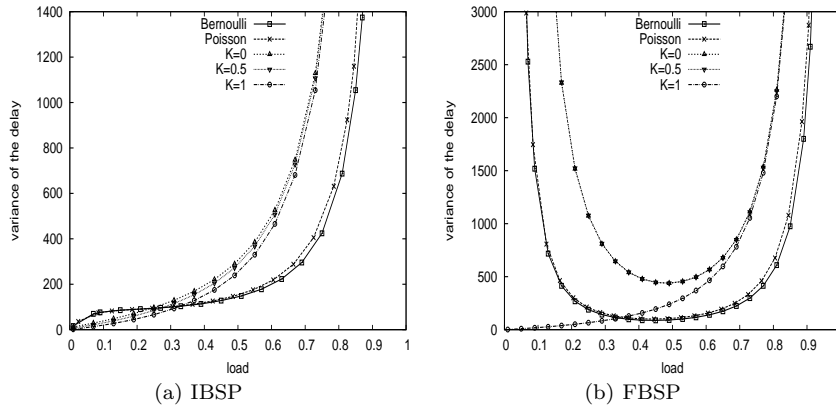 1400
1200
1000
800
600
400
200
0
variance of the delay
Bernoulli
Poisson
K=0
K=0.5
K=1
0 0.1 0.2 0.3 0.4 0.5 0.6 0.7 0.8 0.9 1
load
(a) IBSP
3000
2500
2000
1500
1000
500
0
variance of the delay
Bernoulli
Poisson
K=0
K=0.5
K=1
0.1 0.2 0.3 0.4 0.5 0.6 0.7 0.8 0.9
load
(b) FBSP